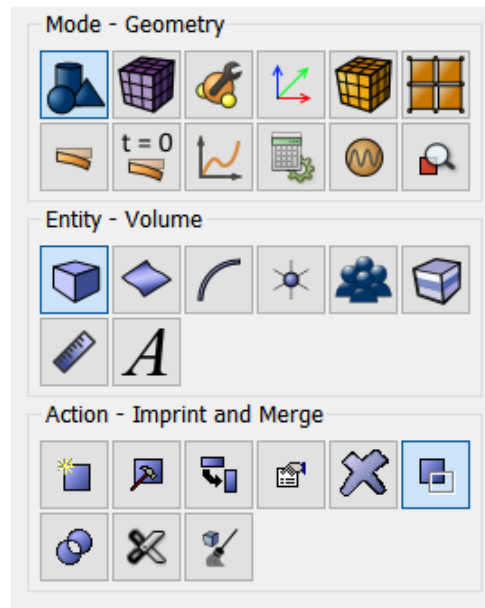 Mode - Geometry
t = 0
Entity - Volume
A
Action - Imprint and Merge